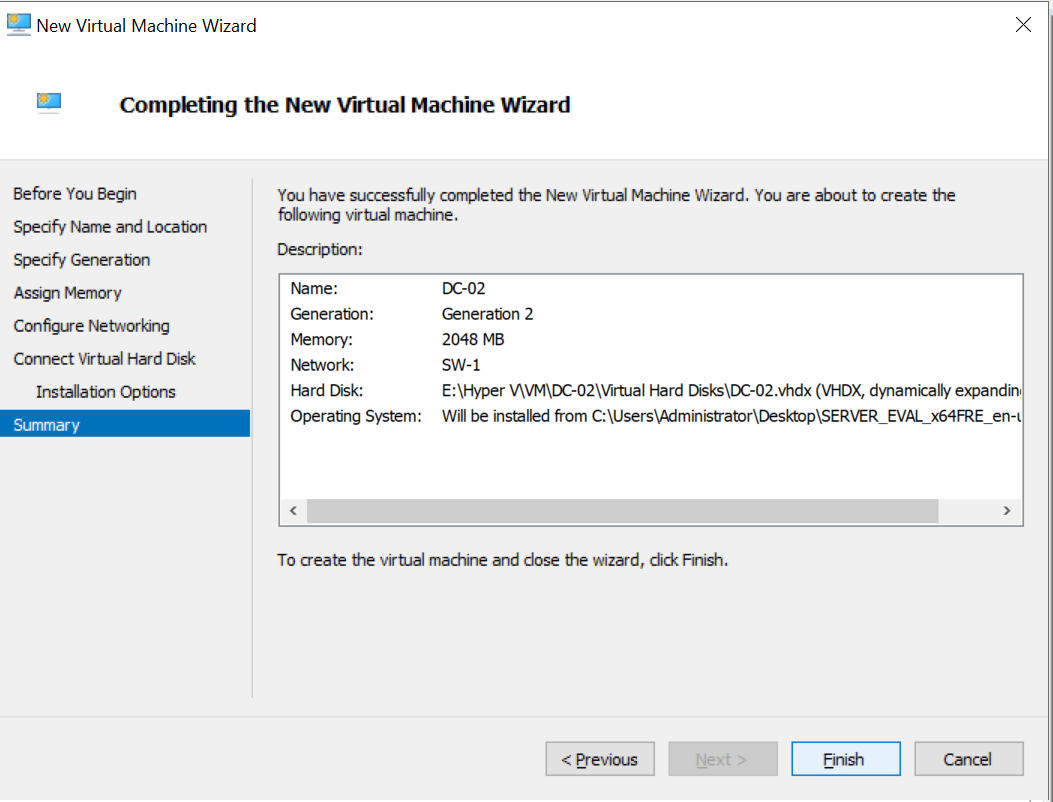 New Virtual Machine Wizard
Completing the New Virtual Machine Wizard
Before You Begin
Specify Name and Location
Specify Generation
Assign Memory
Configure Networking
Connect Virtual Hard Disk
Installation Options
Summary
You have successfully completed the New Virtual Machine Wizard. You are about to create the
following virtual machine.
Description:
Name: DC-02
Generation: Generation 2
Memory: 2048 MB
Network: SW-1
Hard Disk: E:\Hyper V\VM\DC-02\Virtual Hard Disks\DC-02.vhdx (VHDX, dynamically expandin
Operating System: Will be installed from C:\Users\Administrator\Desktop\SERVER_EVAL_x64FRE_en-u
To create the virtual machine and close the wizard, click Finish.
< Previous
Next >
Finish
Cancel